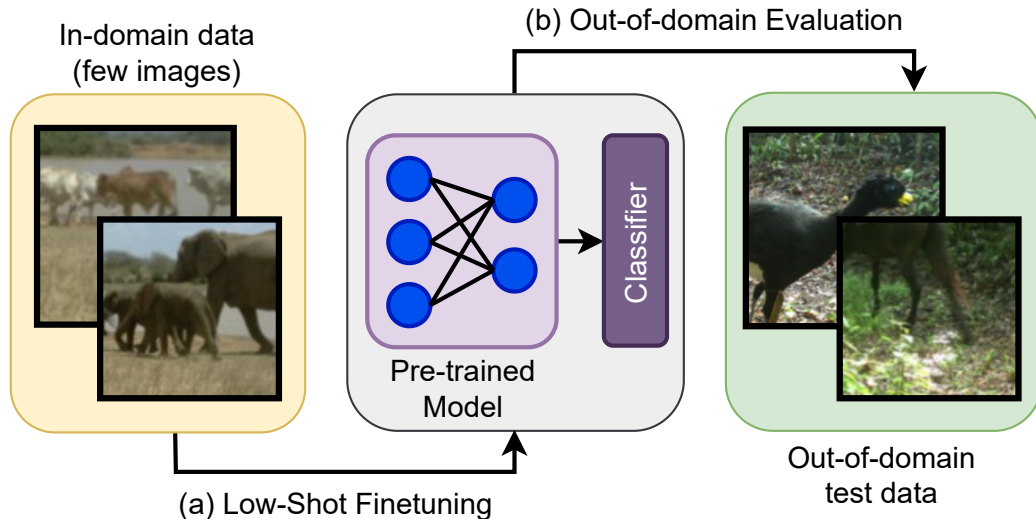 In-domain data
(few images)
(b) Out-of-domain Evaluation
Classifier
Pre-trained
Model
Out-of-domain
test data
(a) Low-Shot Finetuning